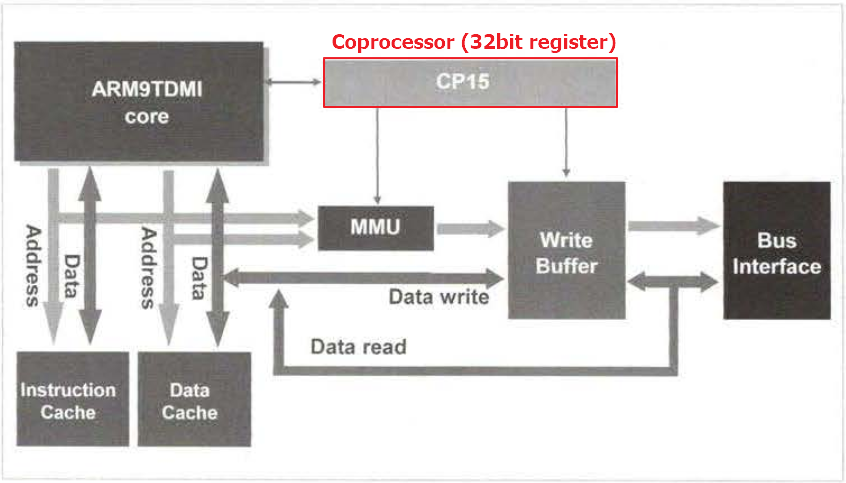 Coprocessor (32bit register)
ARM9TDMI
core
CP15
Address
Data
Address
Data
MMU
Write
Buffer
Bus
Interface
Data write
Data read
Instruction
Cache
Data
Cache